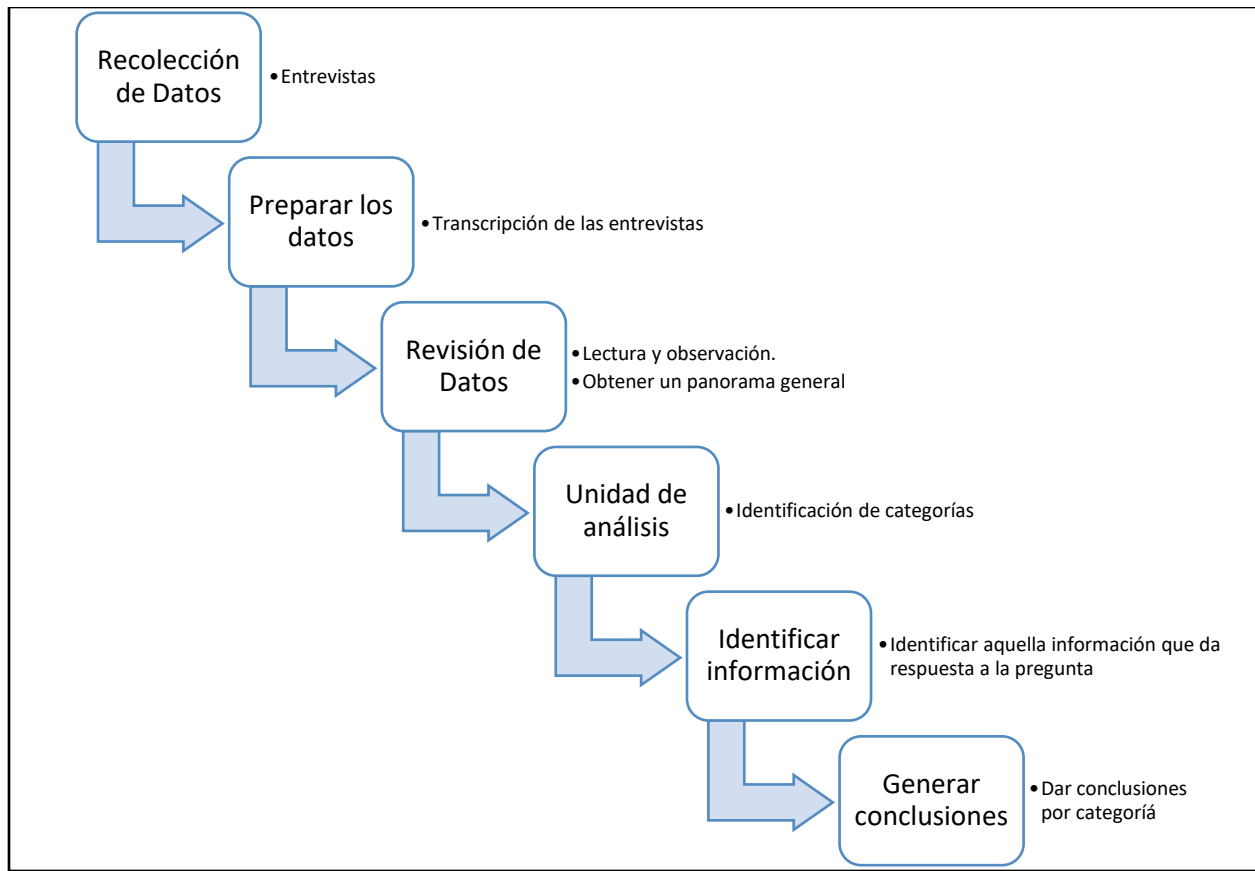 Recolección
de Datos
• Entrevistas
Preparar los
datos
• Transcripción de las entrevistas
Revisión de
Datos
• Lectura y observación.
• Obtener un panorama general
Unidad de
análisis
• Identificación de categorías
Identificar
información
• Identificar aquella información que da
respuesta a la pregunta
Generar
conclusiones
• Dar conclusiones
por categoríá